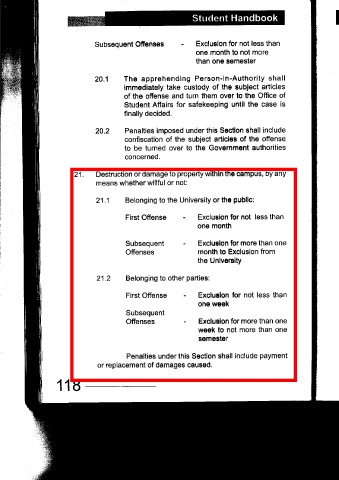 Student Handbook
Subsequent Offenses - Exclusion for not less than
one month to not more
than one semester
20.1 The apprehending Person-In-Authority shall
immediately take custody of the subject articles
of the offense and turn them over to the Office of
Student Affairs for safekeeping until the case is
finally decided.
20.2 Penalties imposed under this Section shall include
confiscation of the subject articles of the offense
to be turned over to the Government authorities
concerned.
21. Destruction or damage to property within the campus, by any
means whether willful or not:
21.1 Belonging to the University or the public:
First Offense - Exclusion for not less than
one month
Subsequent - Exclusion for more than one
Offenses month to Exclusion from
the University
21.2 Belonging to other parties:
First Offense - Exclusion for not less than
one week
Subsequent
Offenses - Exclusion for more than one
week to not more than one
semester
Penalties under this Section shall include payment
or replacement of damages caused.
118